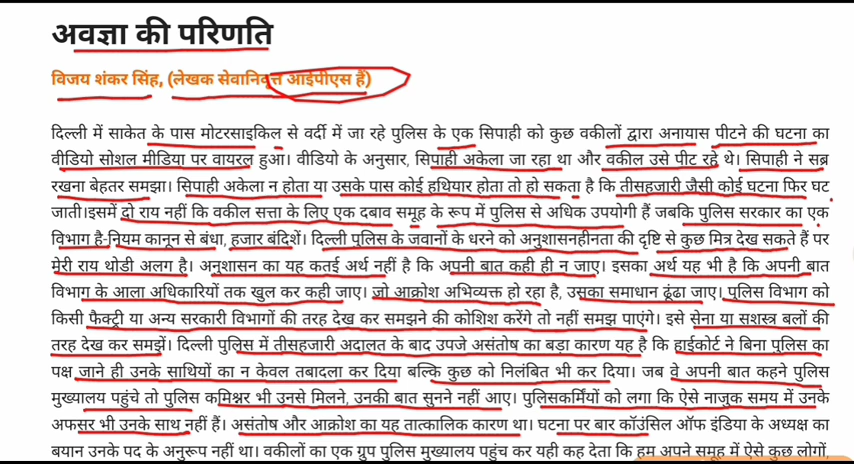 अवज्ञा की परिणति
विजय शंकर सिंह, (लेखक सेवानिवृत्त आईपीएस हैं)
दिल्ली में साकेत के पास मोटरसाइकिल से वर्दी में जा रहे पुलिस के एक सिपाही को कुछ वकीलों द्वारा अनायास पीटने की घटना का
वीडियो सोशल मीडिया पर वायरल हुआ। वीडियो के अनुसार, सिपाही अकेला जा रहा था और वकील उसे पीट रहे थे। सिपाही ने सब्र
रखना बेहतर समझा। सिपाही अकेला न होता या उसके पास कोई हथियार होता तो हो सकता है कि तीसहजारी जैसी कोई घटना फिर घट
जाती।इसमें दो राय नहीं कि वकील सत्ता के लिए एक दबाव समूह के रूप में पुलिस से अधिक उपयोगी हैं जबकि पुलिस सरकार का एक
विभाग है-नियम कानून से बंधा, हजार बंदिशें। दिल्ली पुलिस के जवानों के धरने को अनुशासनहीनता की दृष्टि से कुछ मित्र देख सकते हैं पर
मेरी राय थोडी अलग है। अनुशासन का यह कतई अर्थ नहीं है कि अपनी बात कही ही न जाए। इसका अर्थ यह भी है कि अपनी बात
विभाग के आला अधिकारियों तक खुल कर कही जाए। जो आक्रोश अभिव्यक्त हो रहा है, उसका समाधान ढूंढा जाए। पुलिस विभाग को
किसी फैक्ट्री या अन्य सरकारी विभागों की तरह देख कर समझने की कोशिश करेंगे तो नहीं समझ पाएंगे। इसे सेना या सशस्त्र बलों की
तरह देख कर समझें। दिल्ली पुलिस में तीसहजारी अदालत के बाद उपजे असंतोष का बड़ा कारण यह है कि हाईकोर्ट ने बिना पुलिस का
पक्ष जाने ही उनके साथियों का न केवल तबादला कर दिया बल्कि कुछ को निलंबित भी कर दिया। जब वे अपनी बात कहने पुलिस
मुख्यालय पहुंचे तो पुलिस कमिश्नर भी उनसे मिलने, उनकी बात सुनने नहीं आए। पुलिसकर्मियों को लगा कि ऐसे नाजुक समय में उनके
अफसर भी उनके साथ नहीं हैं। असंतोष और आक्रोश का यह तात्कालिक कारण था। घटना पर बार कॉउंसिल ऑफ इंडिया के अध्यक्ष का
बयान उनके पद के अनुरूप नहीं था। वकीलों का एक ग्रुप पुलिस मुख्यालय पहुंच कर यही कह देता कि हम अपने समूह में ऐसे कुछ लोगों,